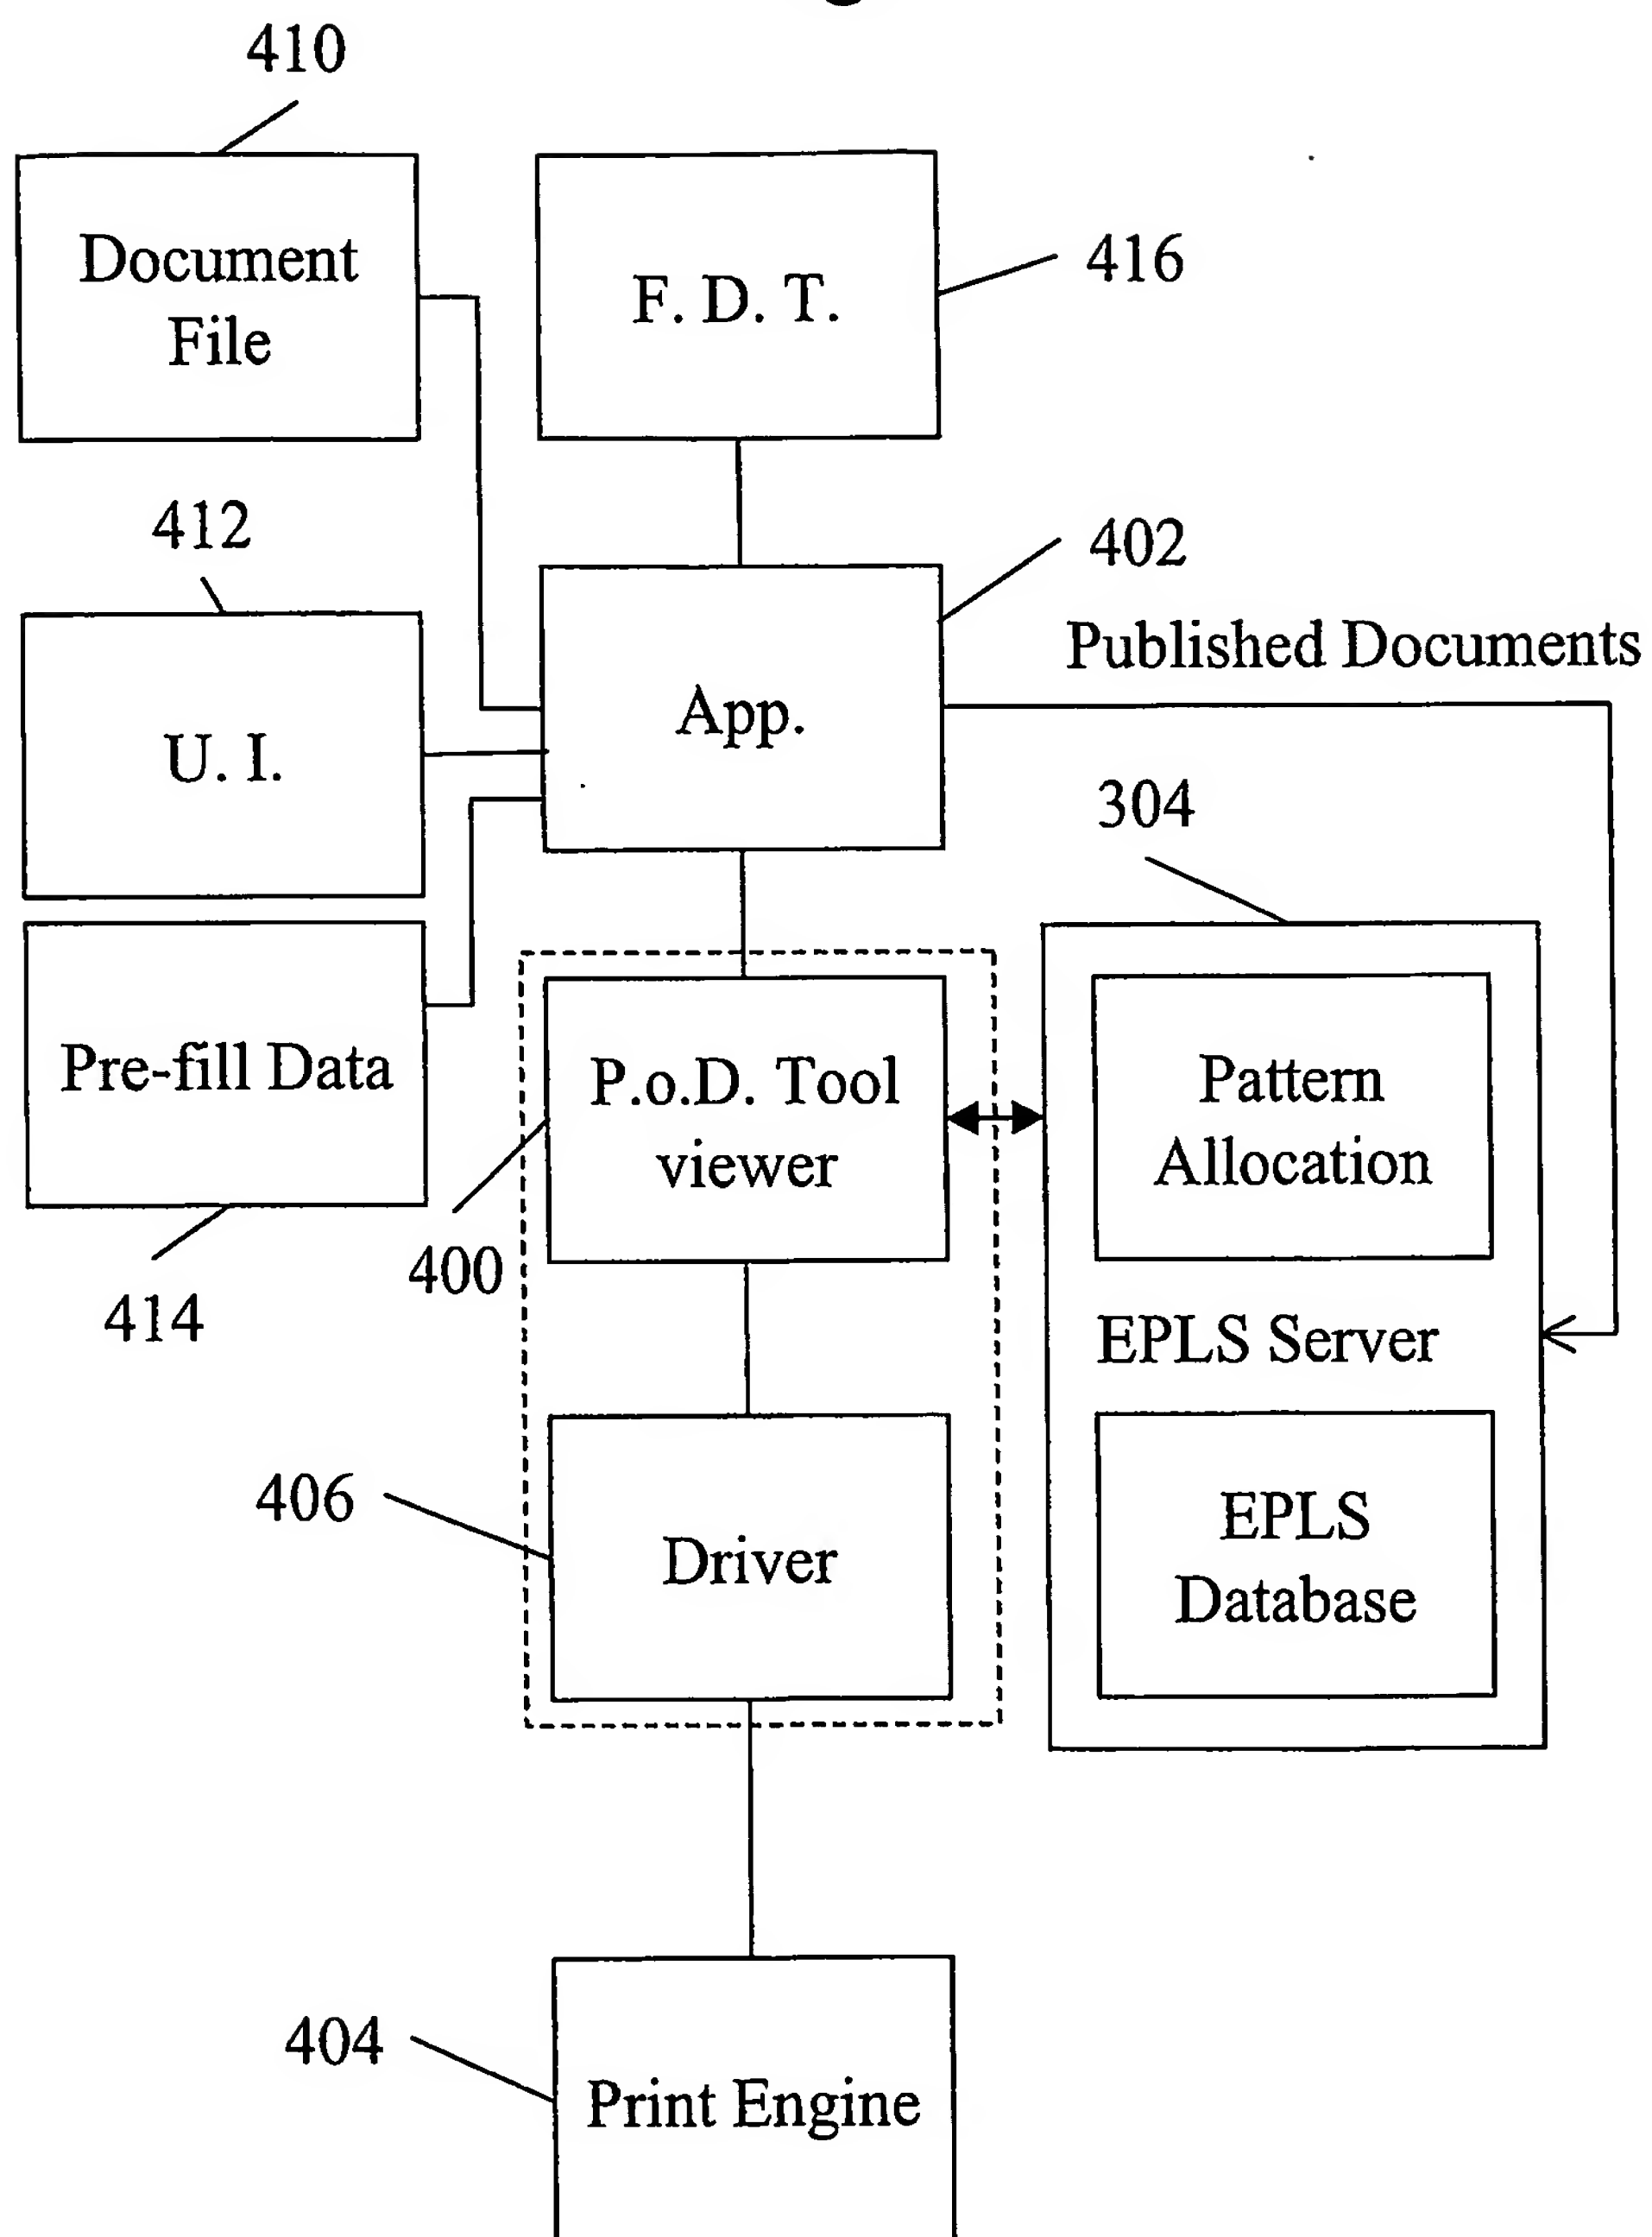 410
Document
File
F. D. T.
416
412
402
Published Documents
U. I.
App.
304
Pre-fill Data
P.o.D. Tool
viewer
Pattern
Allocation
400
414
EPLS Server
406
Driver
EPLS
Database
404
Print Engine